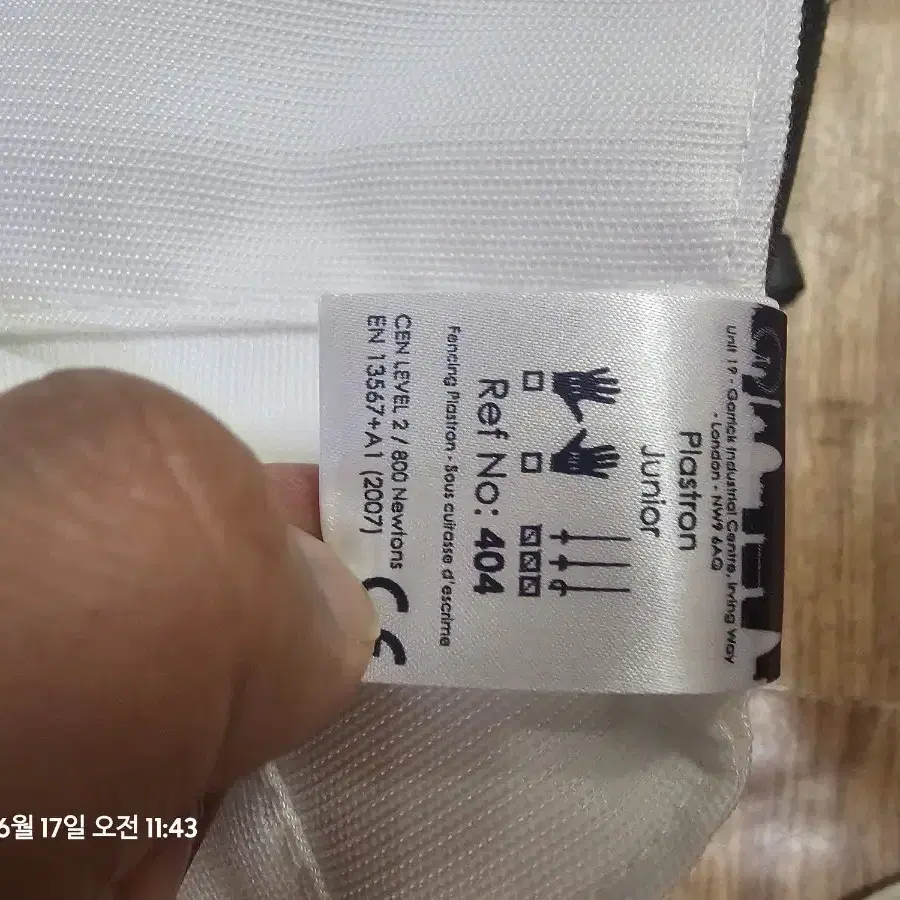 Unit 19 - Garrick Industrial Centre, Irving Way
- London - NW9 6AQ
Plastron
Junior
Ref No: 404
Fencing Plastron - Sous cuirasse d'escrime
CEN LEVEL 2 / 800 Newtons
EN 13567+A1 (2007)
CE
6월 17일 오전 11:43